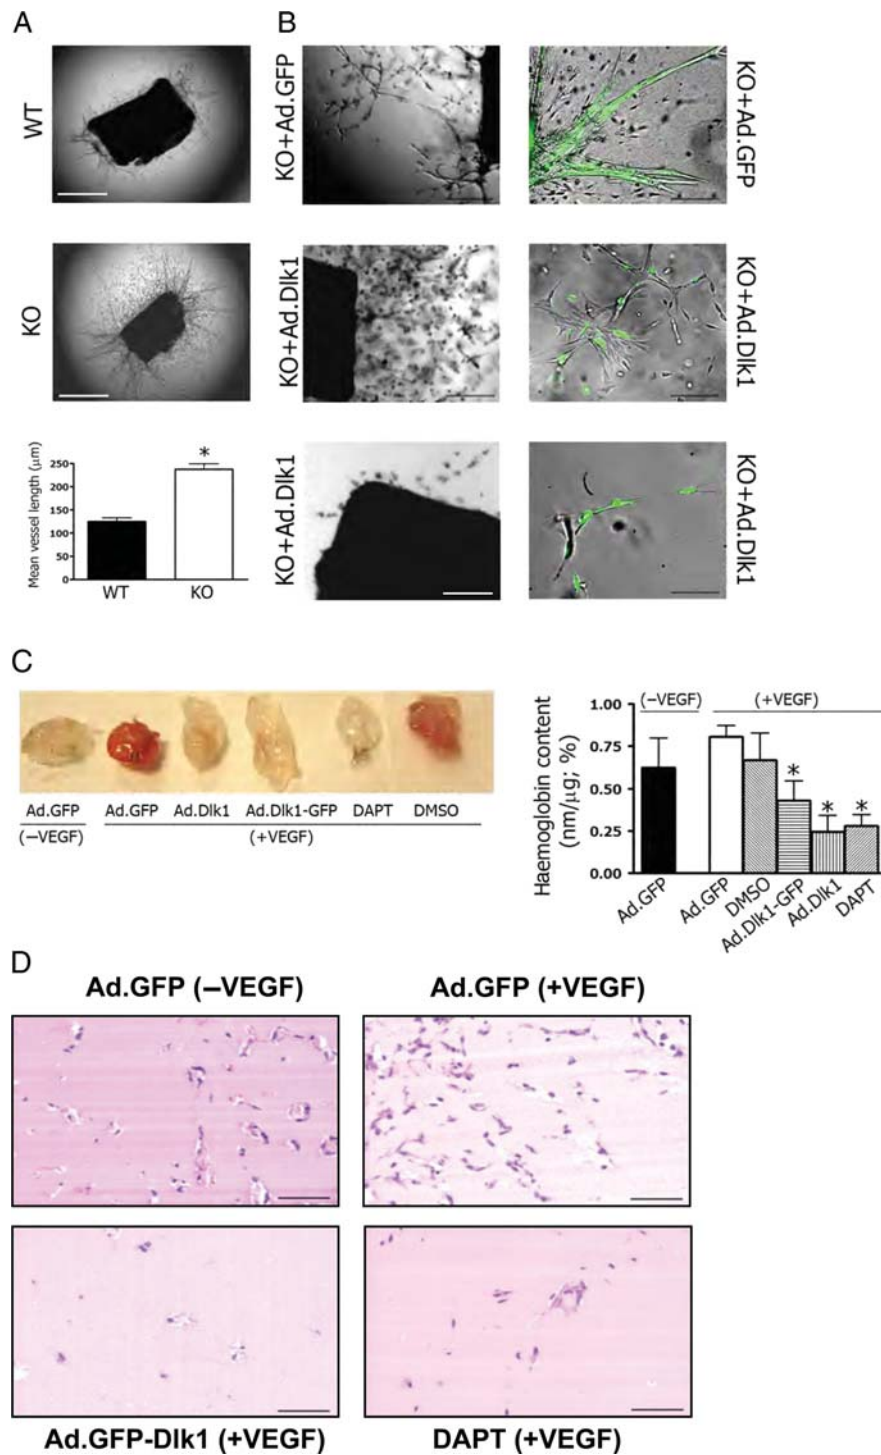 A
B
WT
KO+Ad.GFP
KO+Ad.GFP
KO
KO+Ad.Dlk1
KO+Ad.Dlk1
Mean vessel length (µm)
250
200
150
100
50
0
*
WT
KO
KO+Ad.Dlk1
KO+Ad.Dlk1
C
Ad.GFP
Ad.GFP
Ad.Dlk1
Ad.Dlk1-GFP
DAPT
DMSO
(–VEGF)
(+VEGF)
Haemoglobin content
(nm/µg; %)
1.00
0.75
0.50
0.25
0.00
(-VEGF)
(+VEGF)
*
*
*
Ad.GFP
Ad.GFP
DMSO
Ad.Dlk1-GFP
Ad.Dlk1
DAPT
D
Ad.GFP (–VEGF)
Ad.GFP (+VEGF)
Ad.GFP-Dlk1 (+VEGF)
DAPT (+VEGF)